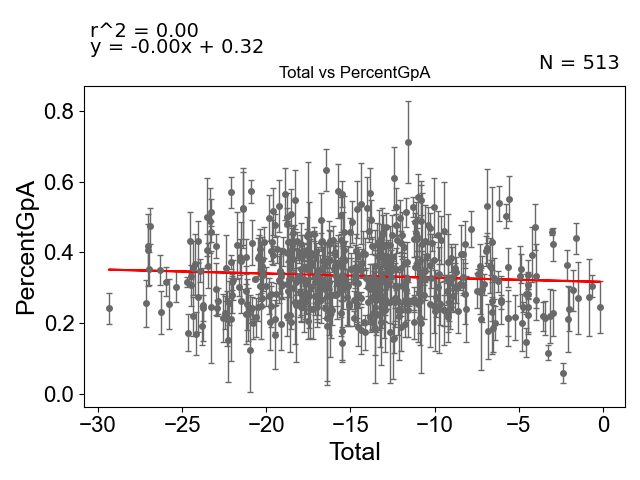 r^2 = 0.00
y = -0.00x + 0.32
N = 513
Total vs PercentGpA
PercentGpA
0.8
0.6
0.4
0.2
0.0
−30
−25
−20
−15
−10
−5
0
Total